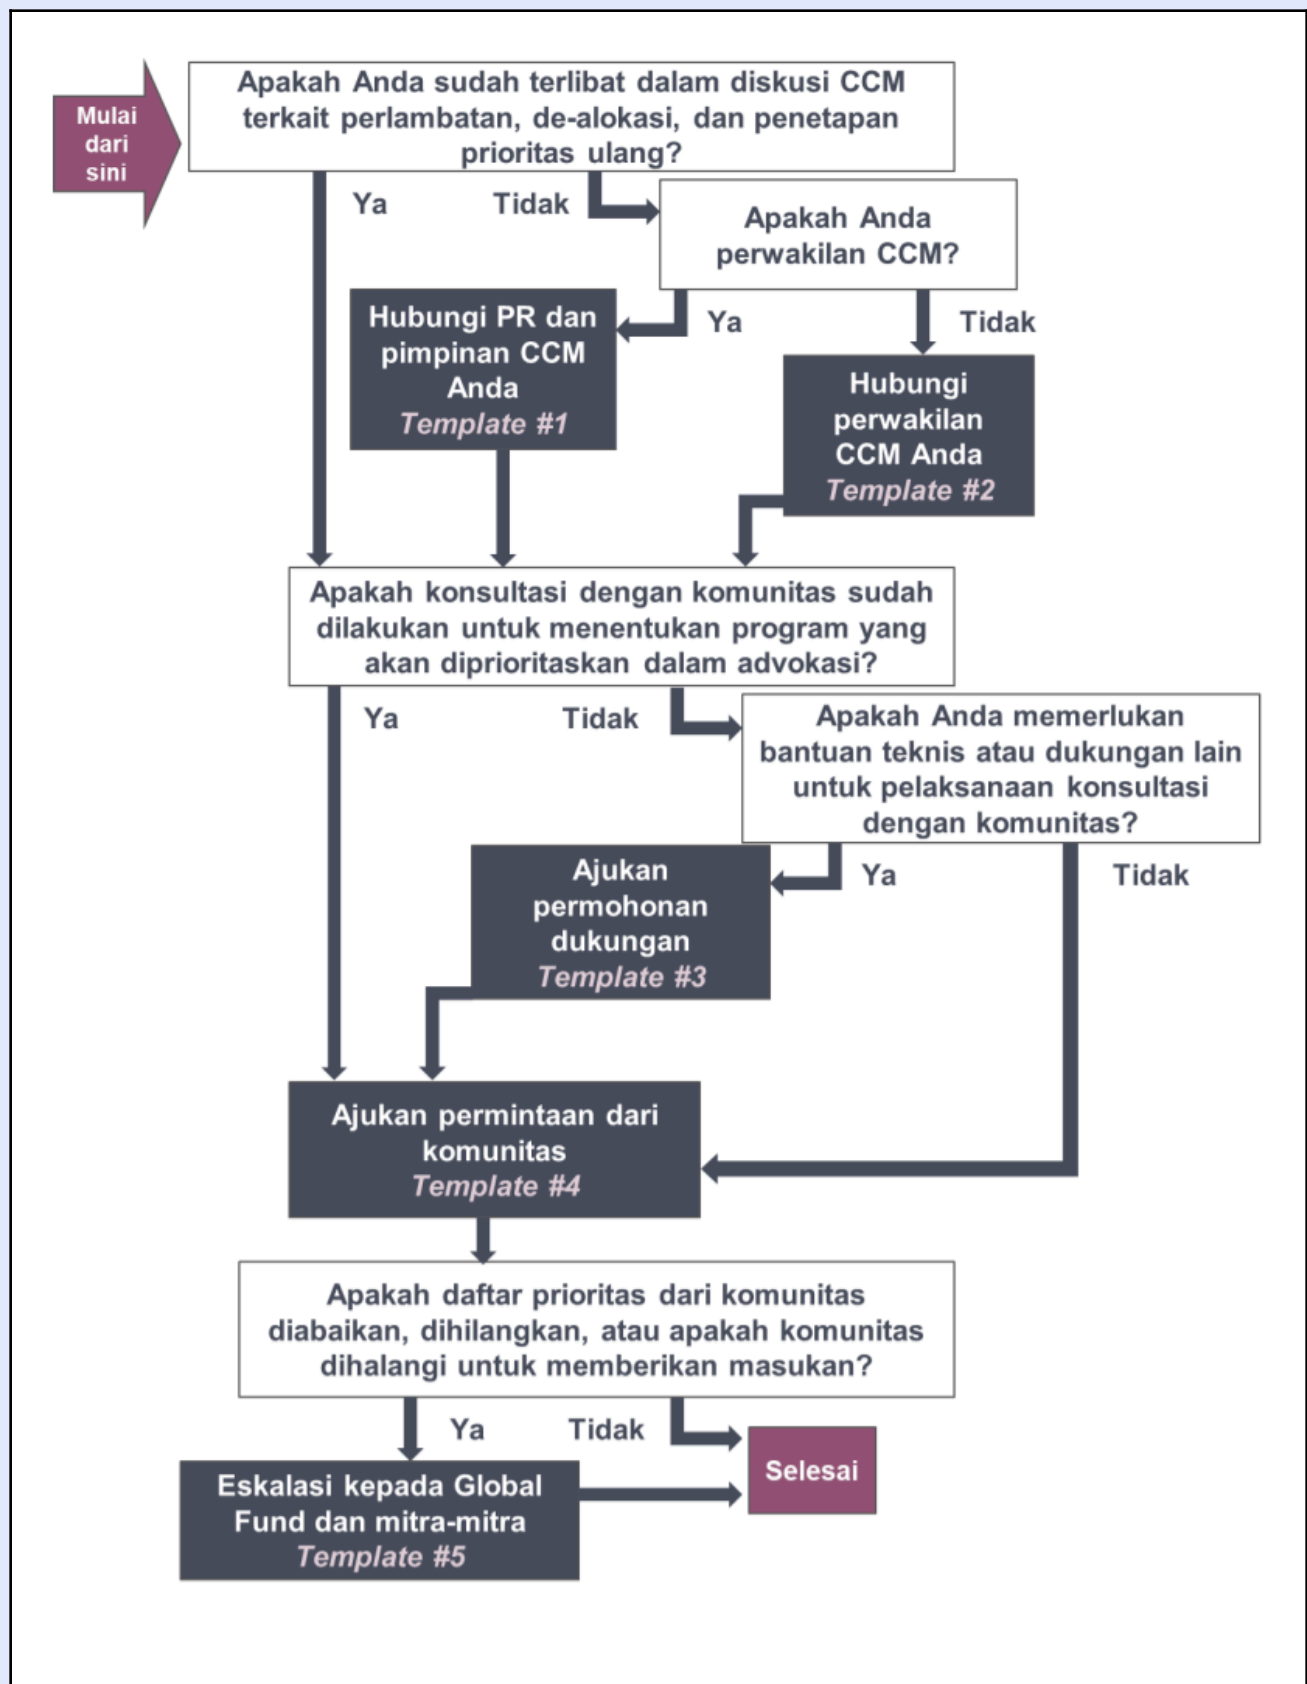 Mulai
dari
sini
Apakah Anda sudah terlibat dalam diskusi CCM
terkait perlambatan, de-alokasi, dan penetapan
prioritas ulang?
Ya
Tidak
Apakah Anda
perwakilan CCM?
Ya
Tidak
Hubungi PR dan
pimpinan CCM
Anda
Template #1
Hubungi
perwakilan
CCM Anda
Template #2
Apakah konsultasi dengan komunitas sudah
dilakukan untuk menentukan program yang
akan diprioritaskan dalam advokasi?
Ya
Tidak
Apakah Anda memerlukan
bantuan teknis atau dukungan lain
untuk pelaksanaan konsultasi
dengan komunitas?
Ya
Tidak
Ajukan
permohonan
dukungan
Template #3
Ajukan permintaan dari
komunitas
Template #4
Apakah daftar prioritas dari komunitas
diabaikan, dihilangkan, atau apakah komunitas
dihalangi untuk memberikan masukan?
Ya
Tidak
Selesai
Eskalasi kepada Global
Fund dan mitra-mitra
Template #5